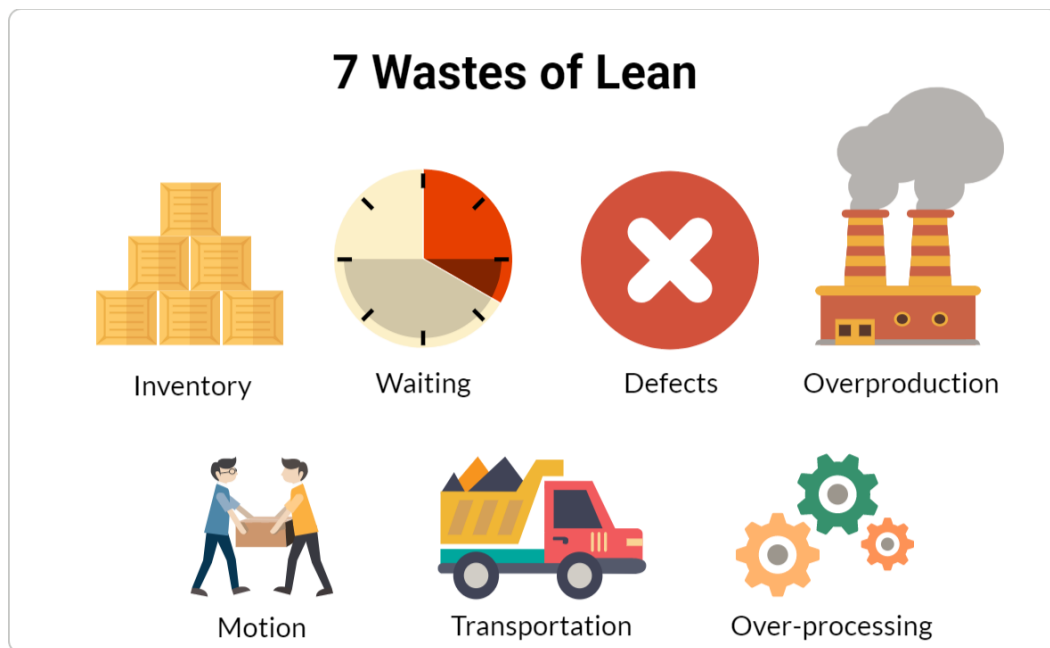 7 Wastes of Lean
Inventory
Waiting
Defects
Overproduction
Motion
Transportation
Over-processing